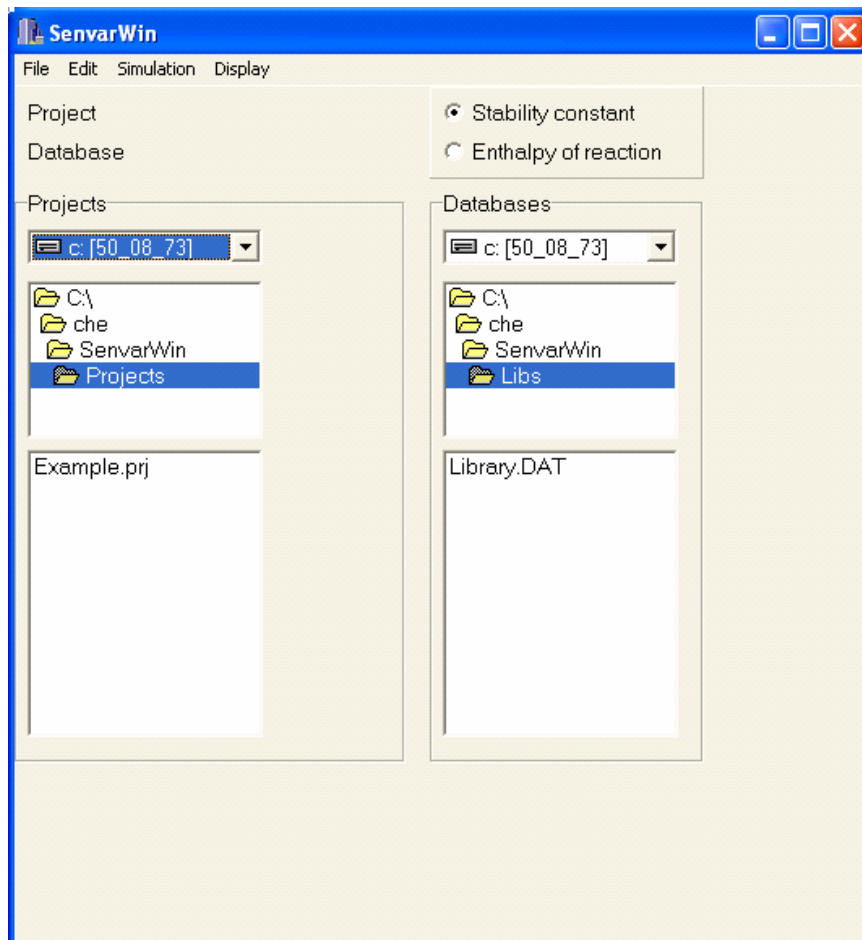 SenvarWin
File Edit Simulation Display
Project
Stability constant
Database
Enthalpy of reaction
Projects
c: [50_08_73]
C:\
che
SenvarWin
Projects
Example.prj
Databases
c: [50_08_73]
C:\
che
SenvarWin
Libs
Library.DAT